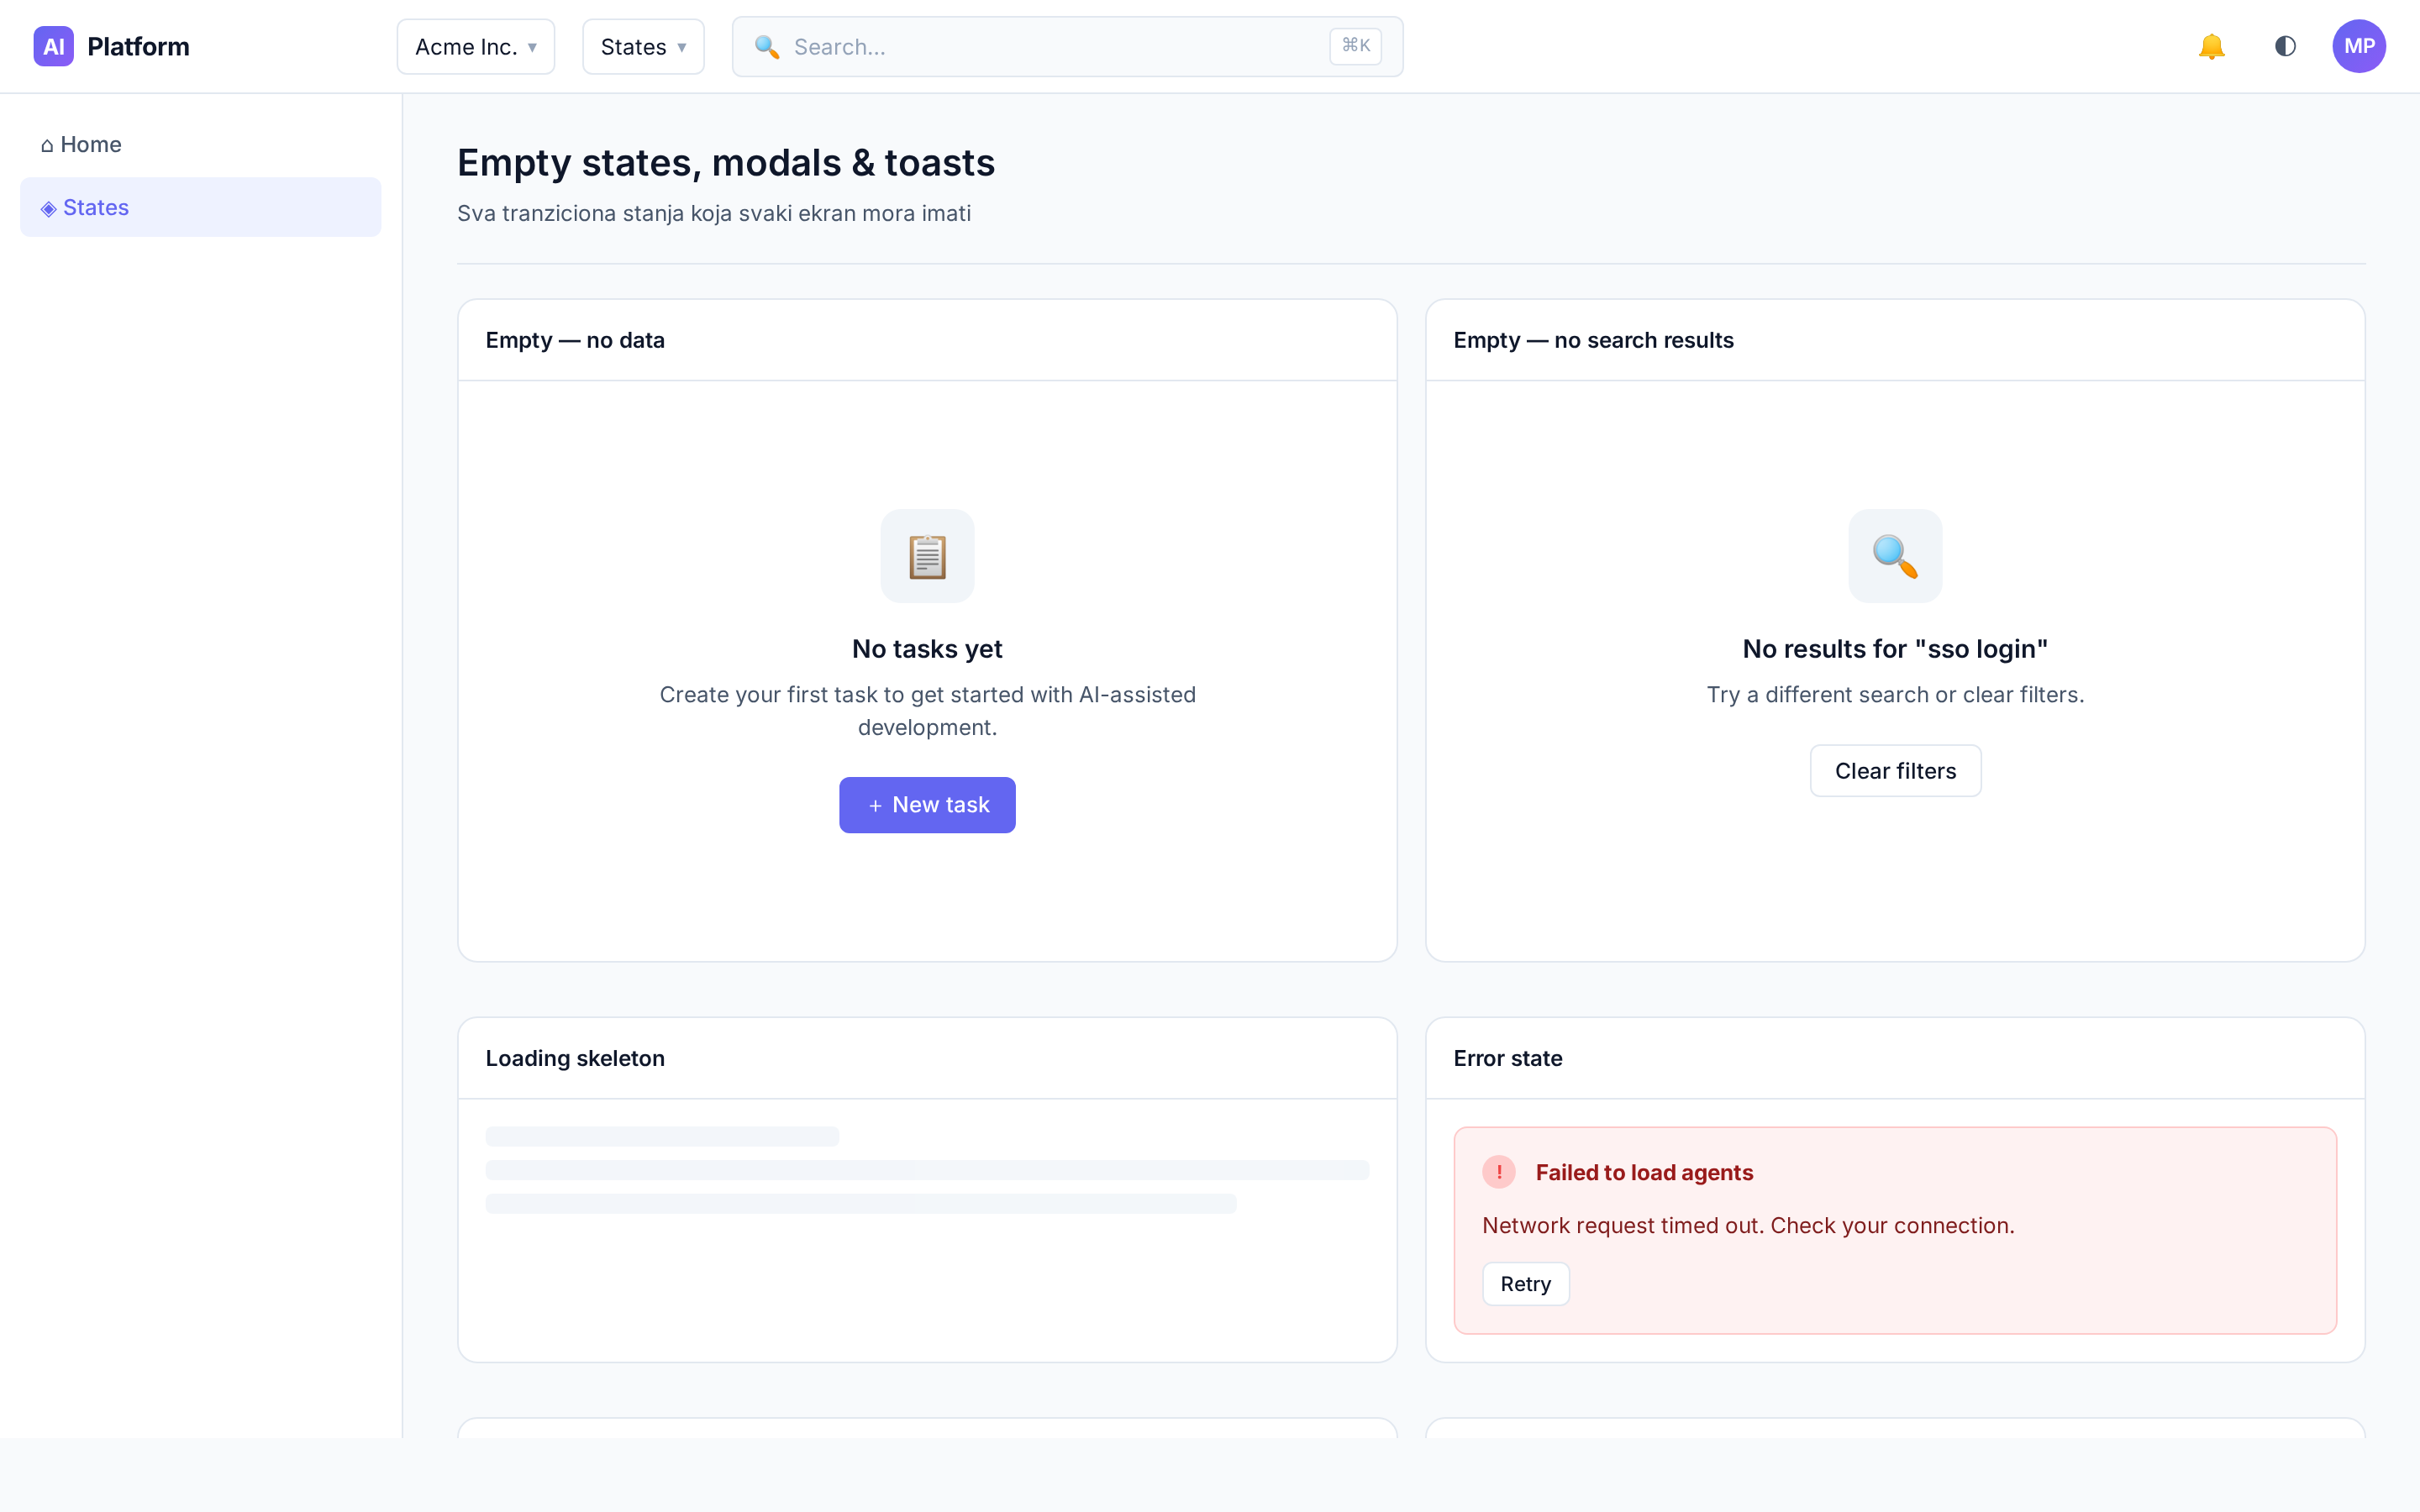 AI Platform
Acme Inc. ▾
States ▾
Search...
⌘K
MP
Home
States
Empty states, modals & toasts
Sva tranziciona stanja koja svaki ekran mora imati
Empty — no data
No tasks yet
Create your first task to get started with AI-assisted
development.
+ New task
Empty — no search results
No results for "sso login"
Try a different search or clear filters.
Clear filters
Loading skeleton
Error state
! Failed to load agents
Network request timed out. Check your connection.
Retry